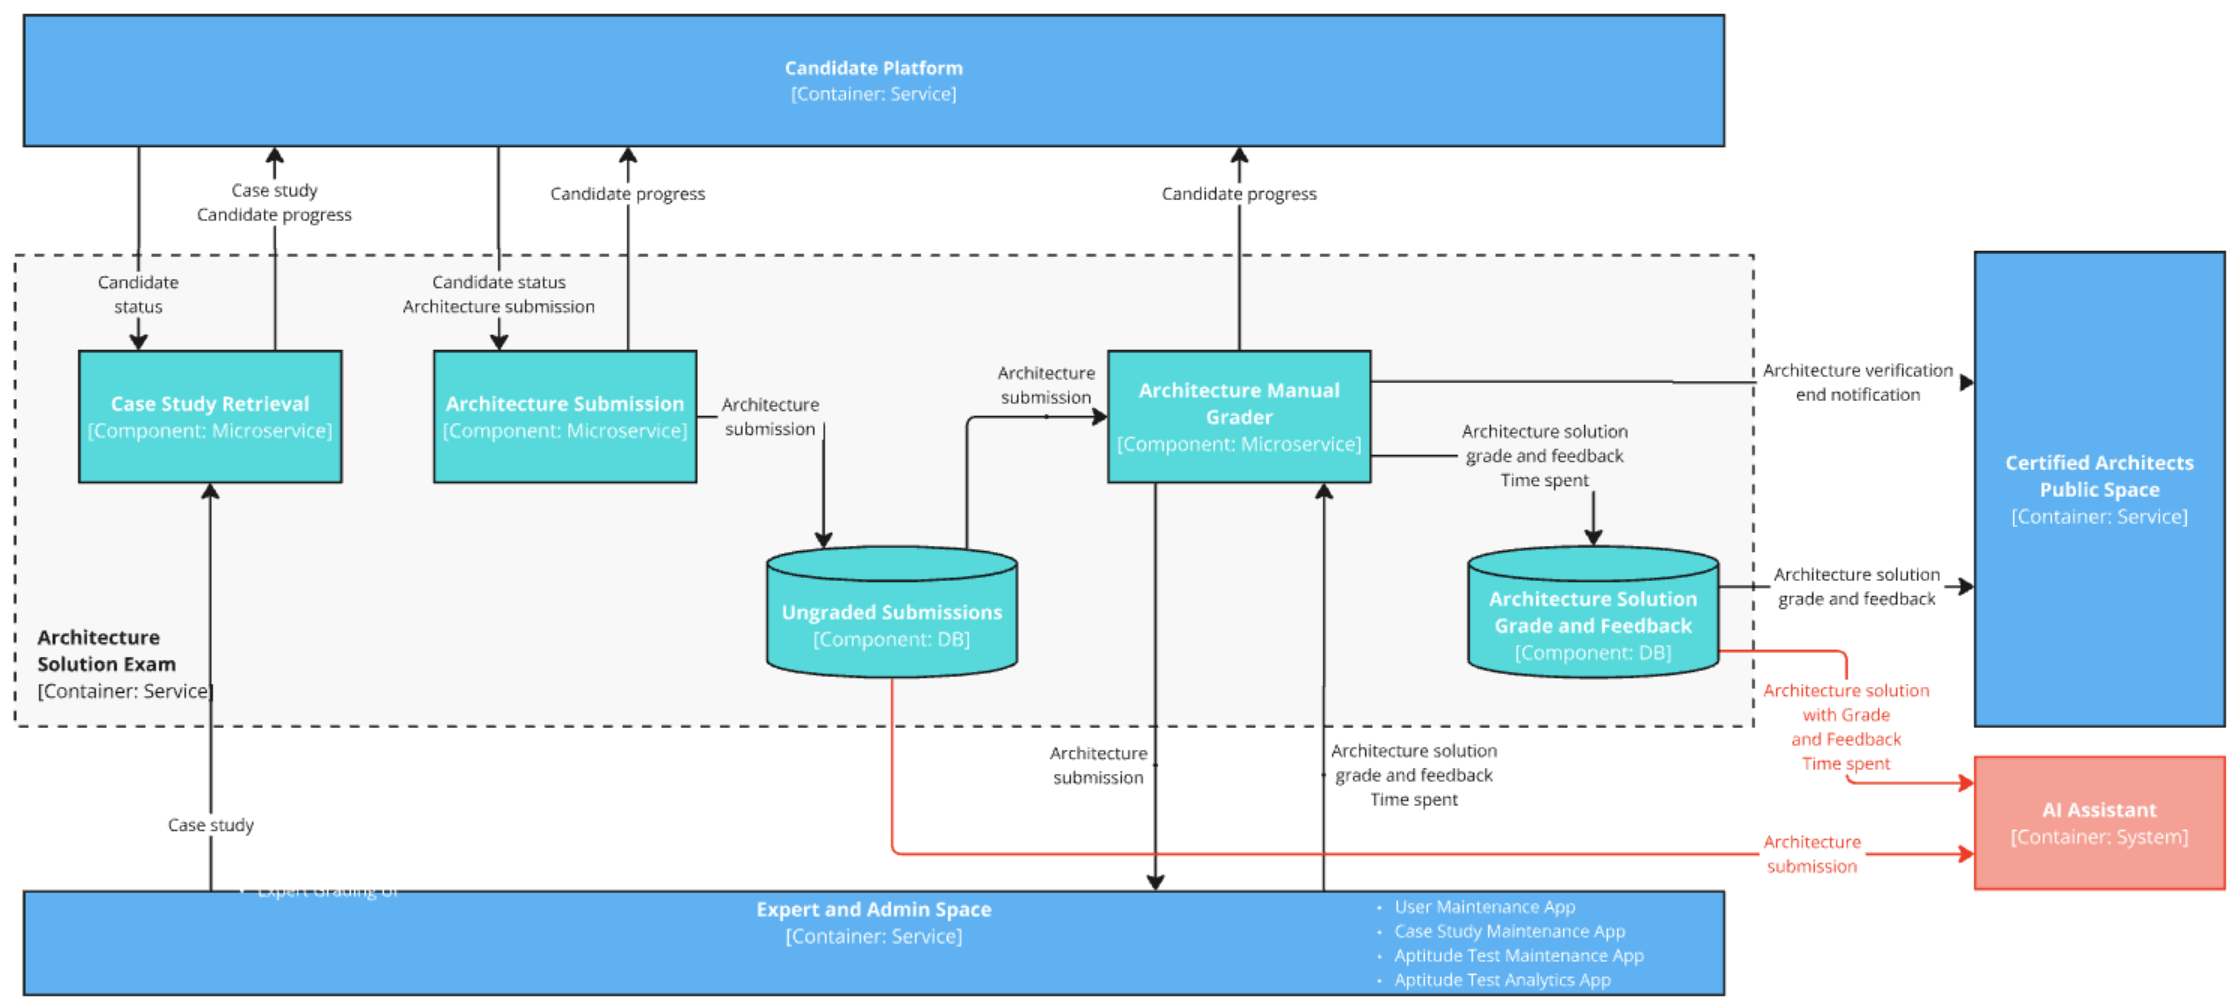 Candidate Platform
[Container: Service]
Case study
Candidate progress
Candidate progress
Candidate progress
Candidate
status
Candidate status
Architecture submission
Case Study Retrieval
[Component: Microservice]
Architecture Submission
[Component: Microservice]
Architecture
submission
Architecture
submission
Architecture Manual
Grader
[Component: Microservice]
Architecture verification
end notification
Architecture solution
grade and feedback
Time spent
Certified Architects
Public Space
[Container: Service]
Ungraded Submissions
[Component: DB]
Architecture Solution
Grade and Feedback
[Component: DB]
Architecture solution
grade and feedback
Architecture
Solution Exam
[Container: Service]
Architecture solution
with Grade
and Feedback
Time spent
Architecture
submission
Architecture solution
grade and feedback
Time spent
AI Assistant
[Container: System]
Case study
Architecture
submission
• Expert Grading of
Expert and Admin Space
[Container: Service]
• User Maintenance App
• Case Study Maintenance App
• Aptitude Test Maintenance App
• Aptitude Test Analytics App